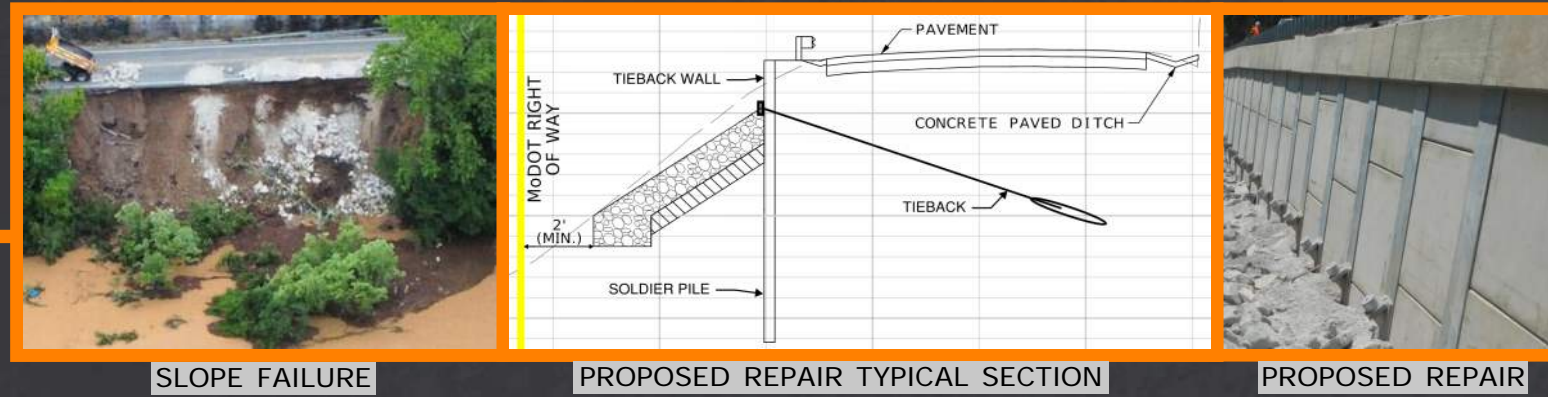 PAVEMENT
TIEBACK WALL
MoDOT RIGHT
OF WAY
CONCRETE PAVED DITCH
TIEBACK
2'
(MIN.)
SOLDIER PILE
SLOPE FAILURE
PROPOSED REPAIR TYPICAL SECTION
PROPOSED REPAIR